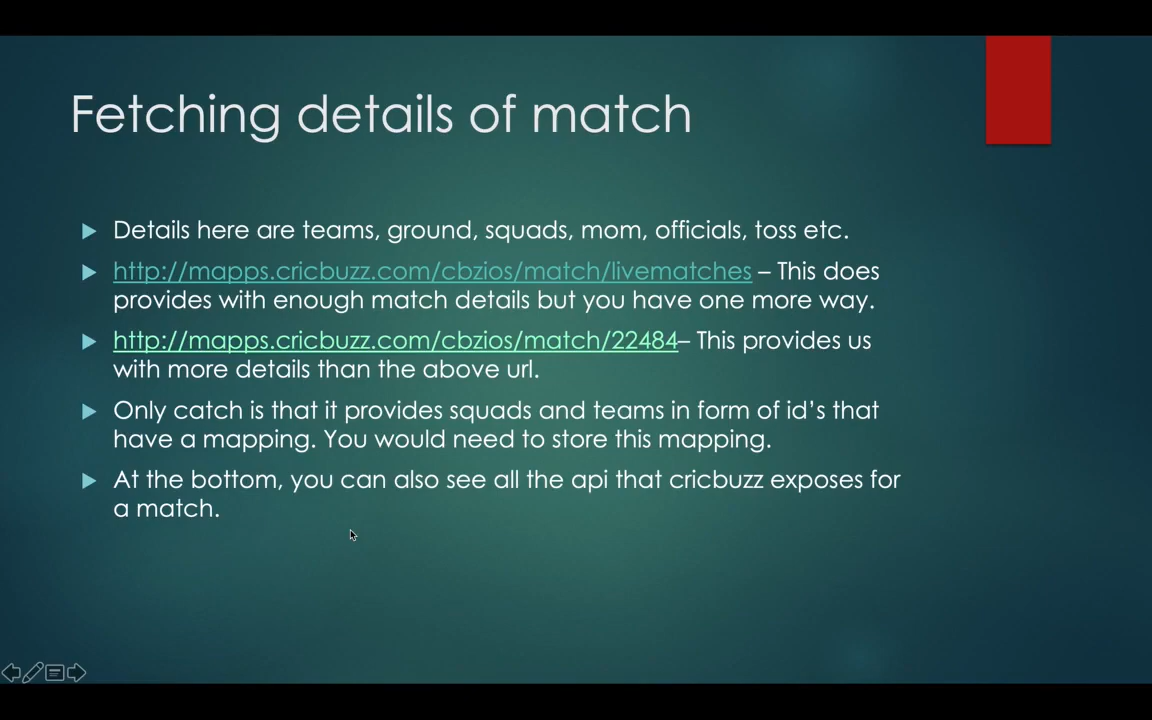 Fetching details of match
Details here are teams, ground, squads, mom, officials, toss etc.
http://mapps.cricbuzz.com/cbzios/match/livematches – This does
provides with enough match details but you have one more way.
http://mapps.cricbuzz.com/cbzios/match/22484– This provides us
with more details than the above url.
Only catch is that it provides squads and teams in form of id’s that
have a mapping. You would need to store this mapping.
At the bottom, you can also see all the api that cricbuzz exposes for
a match.